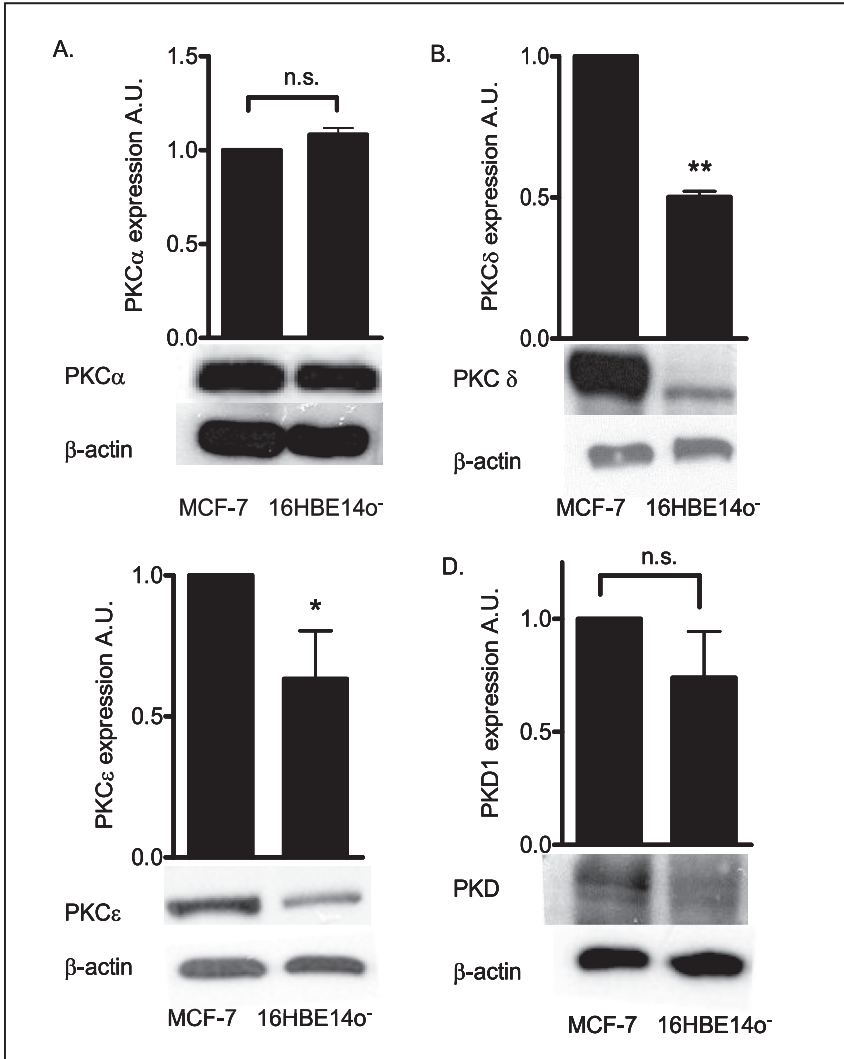 A.
PKCα expression A.U.
1.5
1.0
0.5
0.0
n.s.
PKCα
β-actin
MCF-7 16HBE14o-
B.
PKCδ expression A.U.
1.0
0.5
0.0
**
PKC δ
β-actin
MCF-7 16HBE14o-
PKCε expression A.U.
1.0
0.5
0.0
*
PKCε
β-actin
MCF-7 16HBE14o-
D.
PKD1 expression A.U.
1.0
0.5
0.0
n.s.
PKD
β-actin
MCF-7 16HBE14o-